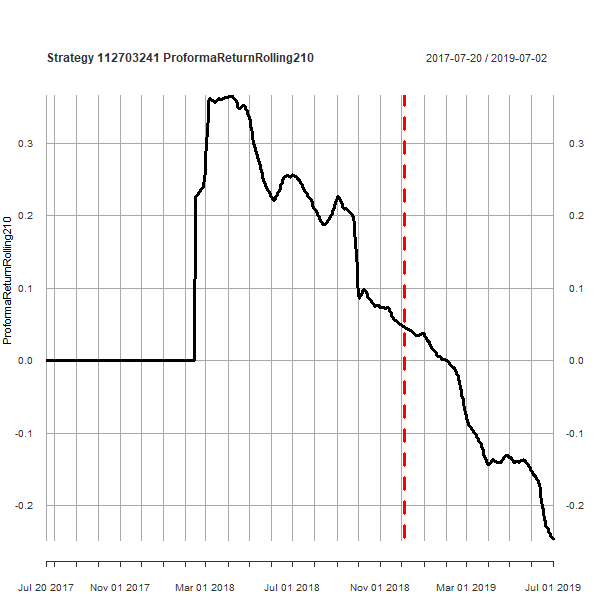 Strategy 112703241 ProformaReturnRolling210 2017-07-20 / 2019-07-02
0.3 0.3
0.2 0.2
0.1 0.1
0.0 0.0
-0.1 -0.1
-0.2 -0.2
ProformaReturnRolling210
Jul 20 2017 Nov 01 2017 Mar 01 2018 Jul 01 2018 Nov 01 2018 Mar 01 2019 Jul 01 2019